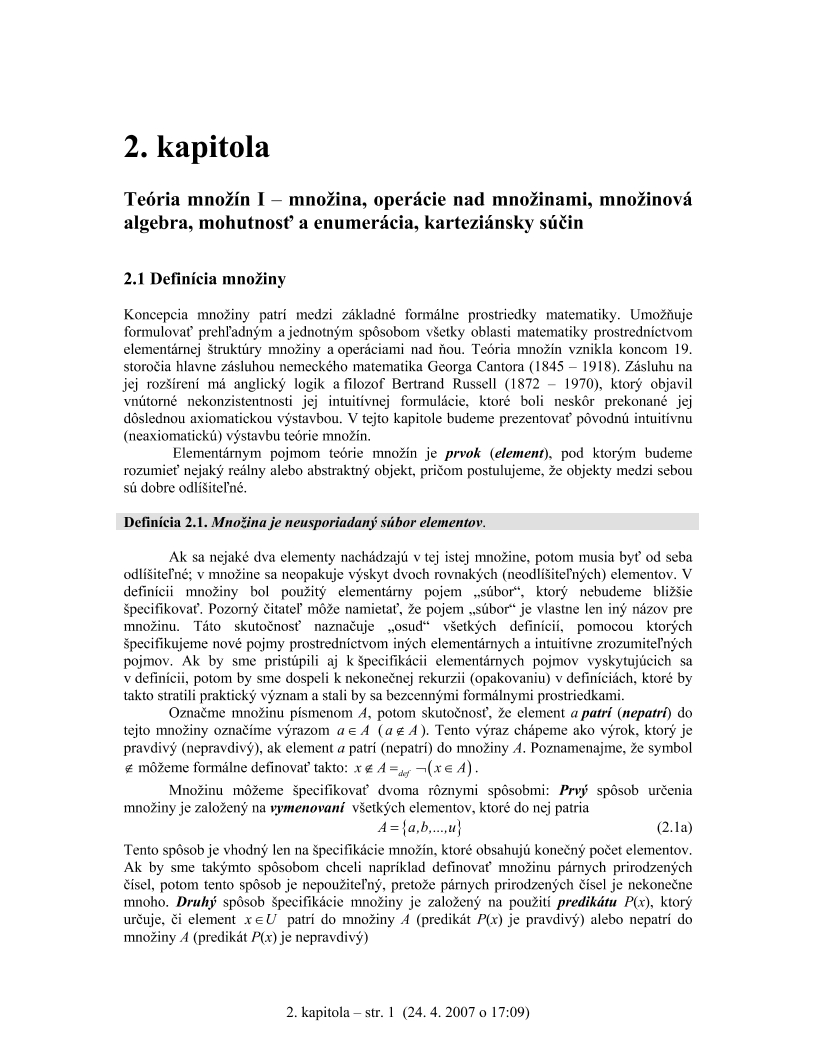 2. kapitola
Teória množín I – množina, operácie nad množinami, množinová
algebra, mohutnosť a enumerácia, karteziánsky súčin
2.1 Definícia množiny
Koncepcia množiny patrí medzi základné formálne prostriedky matematiky. Umožňuje
formulovať prehľadným a jednotným spôsobom všetky oblasti matematiky prostredníctvom
elementárnej štruktúry množiny a operáciami nad ňou. Teória množín vznikla koncom 19.
storočia hlavne zásluhou nemeckého matematika Georga Cantora (1845 – 1918). Zásluhu na
jej rozšírení má anglický logik a filozof Bertrand Russell (1872 – 1970), ktorý objavil
vnútorné nekonzistentnosti jej intuitívnej formulácie, ktoré boli neskôr prekonané jej
dôslednou axiomatickou výstavbou. V tejto kapitole budeme prezentovať pôvodnú intuitívnu
(neaxiomatickú) výstavbu teórie množín.
Elementárnym pojmom teórie množín je prvok (element), pod ktorým budeme
rozumieť nejaký reálny alebo abstraktný objekt, pričom postulujeme, že objekty medzi sebou
sú dobre odlíšiteľné.
Definícia 2.1. Množina je neusporiadaný súbor elementov.
Ak sa nejaké dva elementy nachádzajú v tej istej množine, potom musia byť od seba
odlíšiteľné; v množine sa neopakuje výskyt dvoch rovnakých (neodlíšiteľných) elementov. V
definícii množiny bol použitý elementárny pojem „súbor“, ktorý nebudeme bližšie
špecifikovať. Pozorný čitateľ môže namietať, že pojem „súbor“ je vlastne len iný názov pre
množinu. Táto skutočnosť naznačuje „osud“ všetkých definícií, pomocou ktorých
špecifikujeme nové pojmy prostredníctvom iných elementárnych a intuitívne zrozumiteľných
pojmov. Ak by sme pristúpili aj k špecifikácii elementárnych pojmov vyskytujúcich sa
v definícii, potom by sme dospeli k nekonečnej rekurzii (opakovaniu) v definíciách, ktoré by
takto stratili praktický význam a stali by sa bezcennými formálnymi prostriedkami.
Označme množinu písmenom A, potom skutočnosť, že element a patrí (nepatrí) do
tejto množiny označíme výrazom a ∈ A ( a ∉ A ). Tento výraz chápeme ako výrok, ktorý je
pravdivý (nepravdivý), ak element a patrí (nepatrí) do množiny A. Poznamenajme, že symbol
∉ môžeme formálne definovať takto: x ∉ A =def ¬( x ∈ A) .
Množinu môžeme špecifikovať dvoma rôznymi spôsobmi: Prvý spôsob určenia
množiny je založený na vymenovaní všetkých elementov, ktoré do nej patria
A = {a,b,...,u} (2.1a)
Tento spôsob je vhodný len na špecifikácie množín, ktoré obsahujú konečný počet elementov.
Ak by sme takýmto spôsobom chceli napríklad definovať množinu párnych prirodzených
čísel, potom tento spôsob je nepoužiteľný, pretože párnych prirodzených čísel je nekonečne
mnoho. Druhý spôsob špecifikácie množiny je založený na použití predikátu P(x), ktorý
určuje, či element x ∈U patrí do množiny A (predikát P(x) je pravdivý) alebo nepatrí do
množiny A (predikát P(x) je nepravdivý)
2. kapitola – str. 1 (24. 4. 2007 o 17:09)